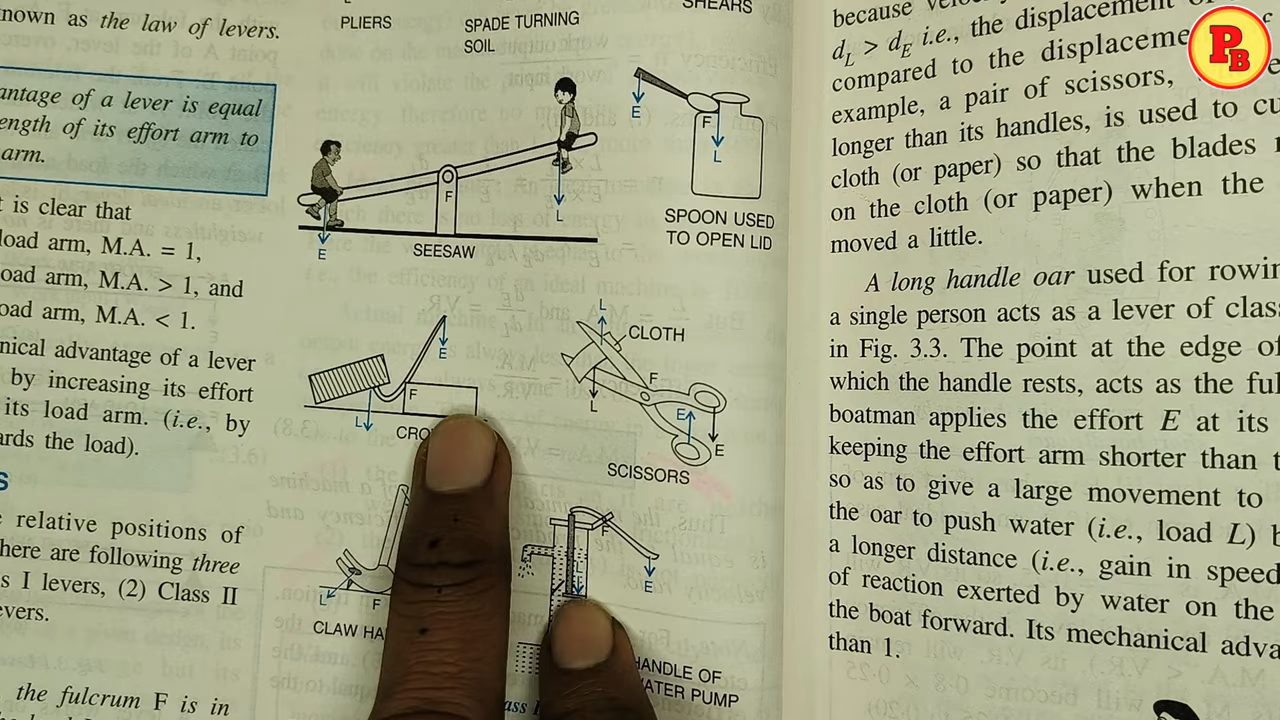 nown as the law of levers.
antage of a lever is equal
ength of its effort arm to
arm.
t is clear that
load arm, M.A. = 1,
oad arm, M.A. > 1, and
oad arm, M.A. < 1.
nical advantage of a lever
by increasing its effort
its load arm. (i.e., by
ards the load).
S
relative positions of
here are following three
s I levers, (2) Class II
evers.
the fulcrum F is in
PLIERS
SPADE TURNING
SOIL
SHEARS
E
F
L
SEESAW
E
F
L
SPOON USED
TO OPEN LID
E
F
L
CRO
L
CLOTH
F
L
E
E
SCISSORS
L
F
CLAW HA
F
E
L
HANDLE OF
WATER PUMP
ass I
because velo
dL > dE i.e., the displacement
compared to the displaceme
example, a pair of scissors,
longer than its handles, is used to cu
cloth (or paper) so that the blades
on the cloth (or paper) when the
moved a little.
A long handle oar used for rowin
a single person acts as a lever of clas
in Fig. 3.3. The point at the edge of
which the handle rests, acts as the ful
boatman applies the effort E at its
keeping the effort arm shorter than t
so as to give a large movement to
the oar to push water (i.e., load L) b
a longer distance (i.e., gain in speed
of reaction exerted by water on the
the boat forward. Its mechanical adva
than 1.
PB